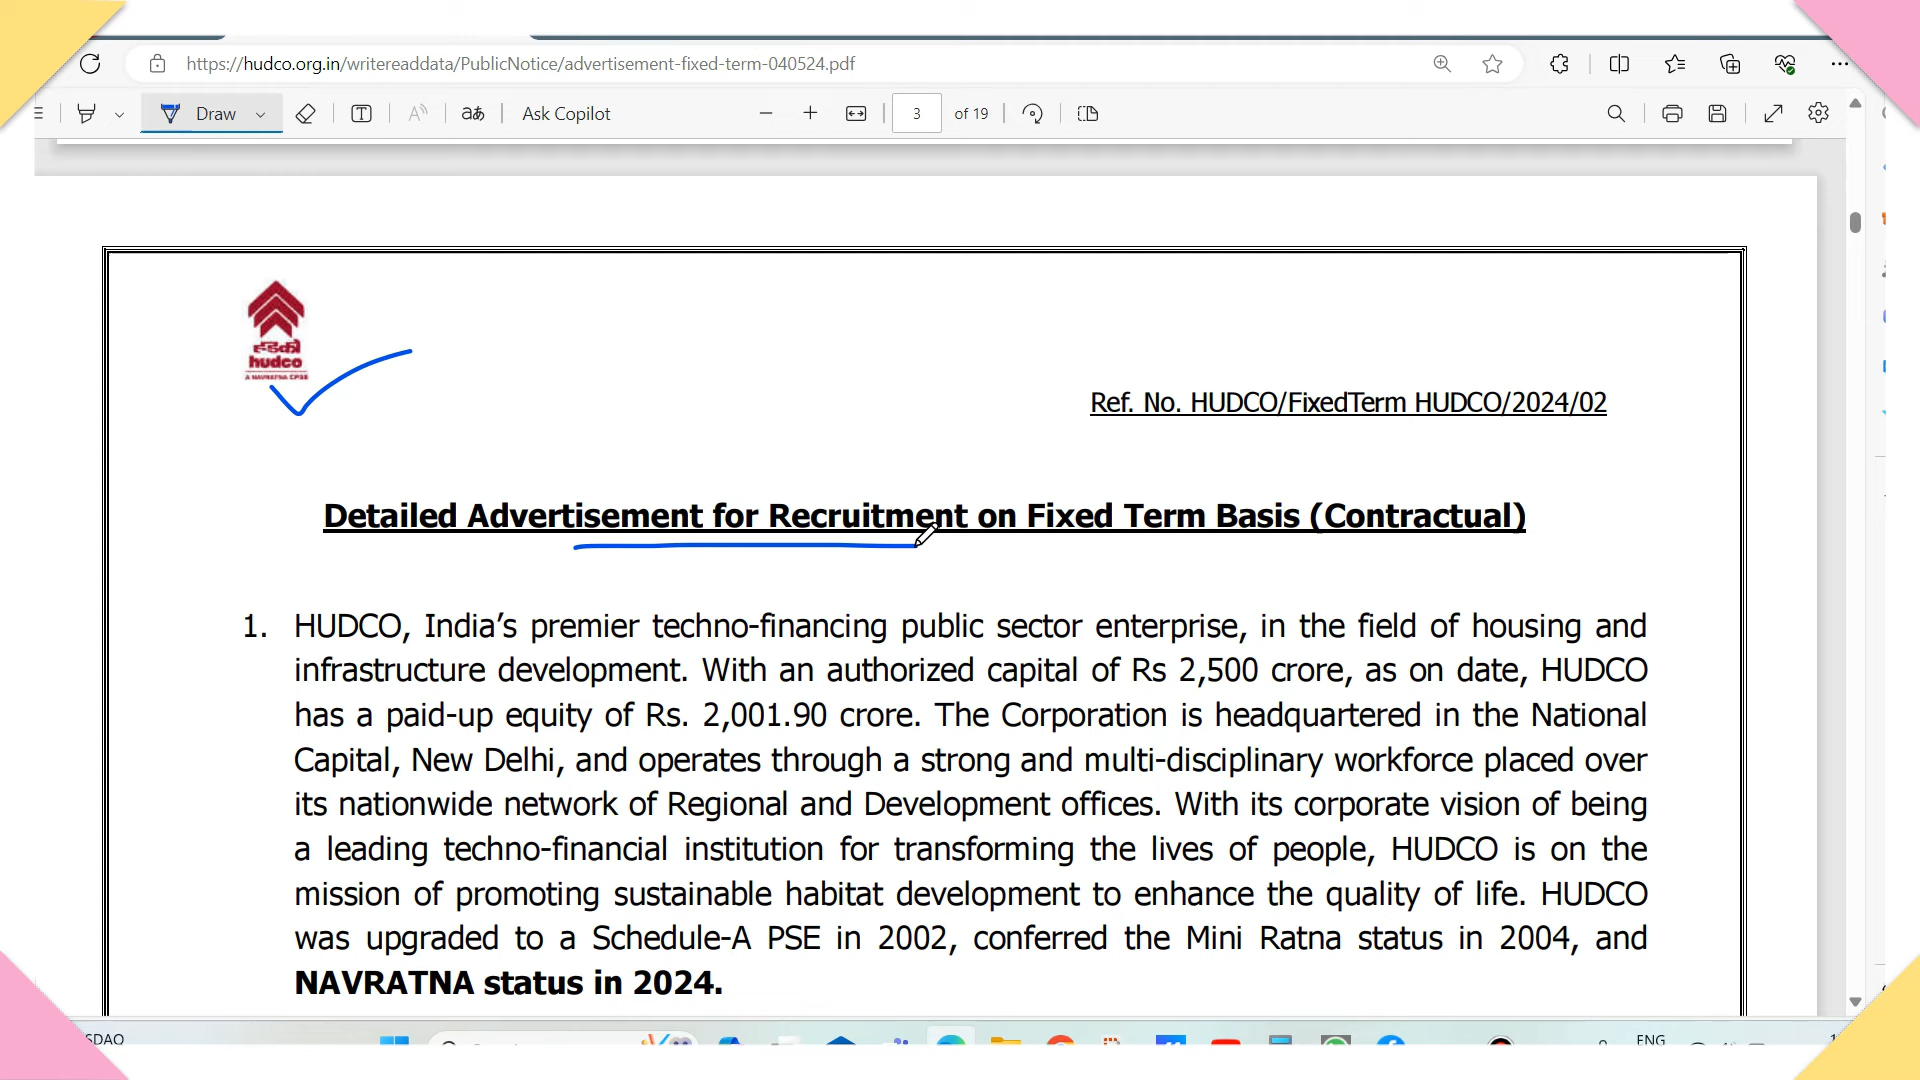 https://hudco.org.in/writereaddata/PublicNotice/advertisement-fixed-term-040524.pdf
Draw
aあ
Ask Copilot
3 of 19
हडको
hudco
A NAVRATNA CPSE
Ref. No. HUDCO/FixedTerm HUDCO/2024/02
Detailed Advertisement for Recruitment on Fixed Term Basis (Contractual)
1. HUDCO, India’s premier techno-financing public sector enterprise, in the field of housing and
infrastructure development. With an authorized capital of Rs 2,500 crore, as on date, HUDCO
has a paid-up equity of Rs. 2,001.90 crore. The Corporation is headquartered in the National
Capital, New Delhi, and operates through a strong and multi-disciplinary workforce placed over
its nationwide network of Regional and Development offices. With its corporate vision of being
a leading techno-financial institution for transforming the lives of people, HUDCO is on the
mission of promoting sustainable habitat development to enhance the quality of life. HUDCO
was upgraded to a Schedule-A PSE in 2002, conferred the Mini Ratna status in 2004, and
NAVRATNA status in 2024.
SDAQ
ENG